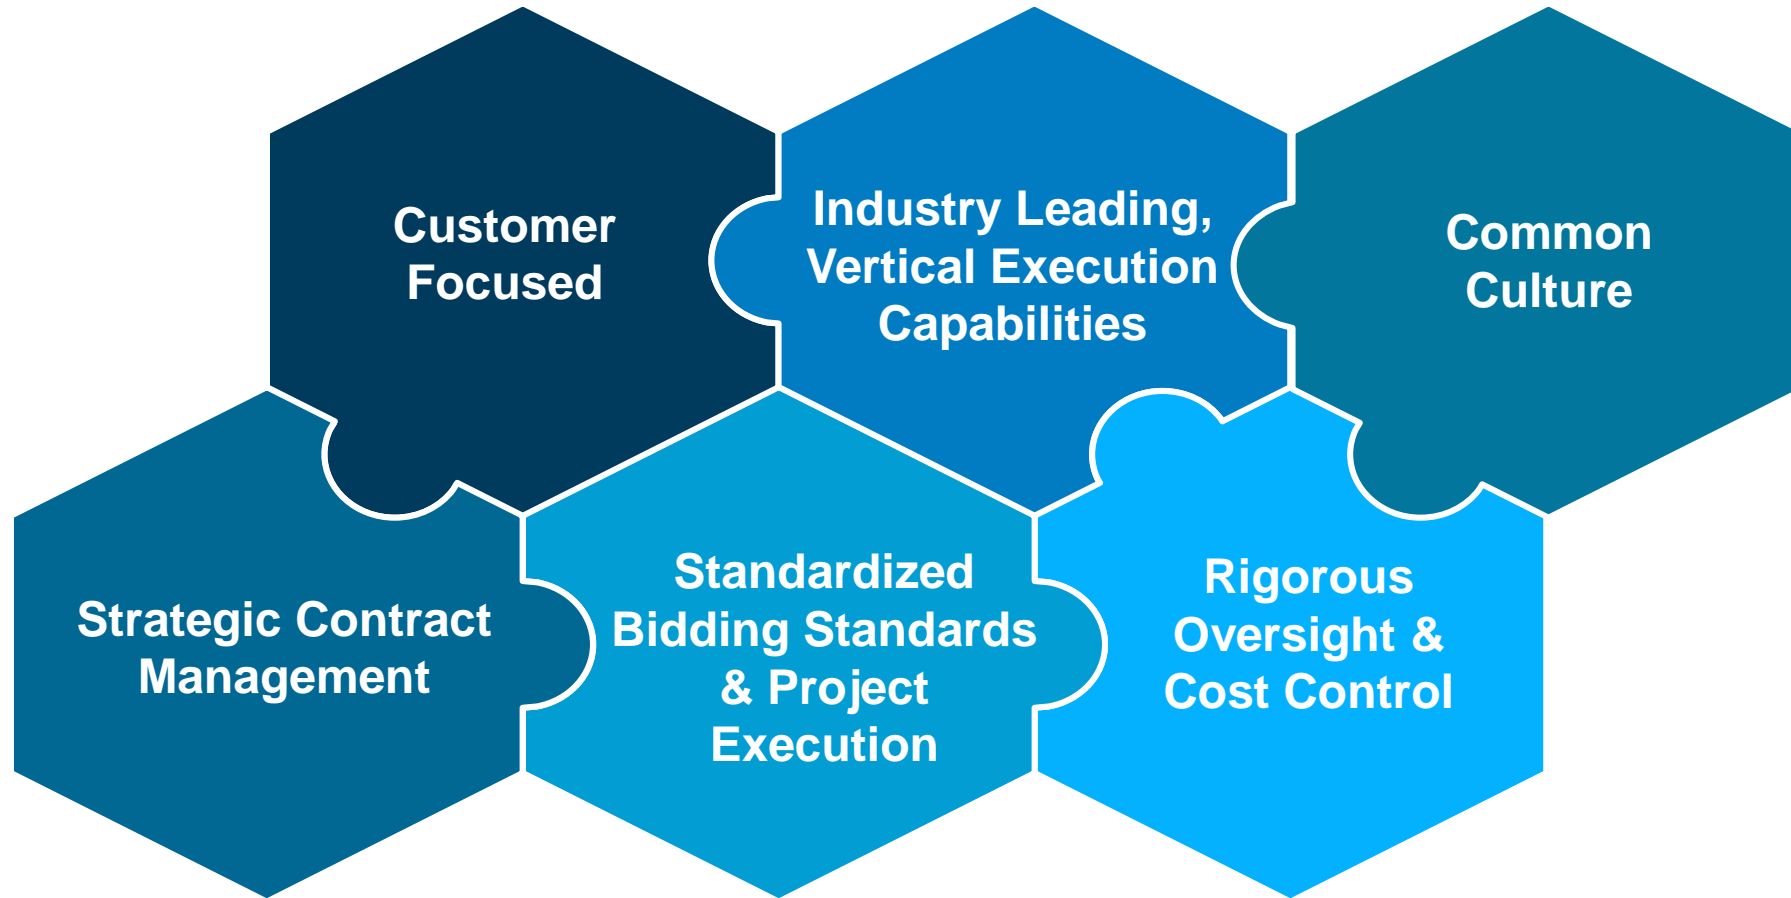 Customer
Focused
Industry Leading,
Vertical Execution
Capabilities
Common
Culture
Strategic Contract
Management
Standardized
Bidding Standards
& Project
Execution
Rigorous
Oversight &
Cost Control